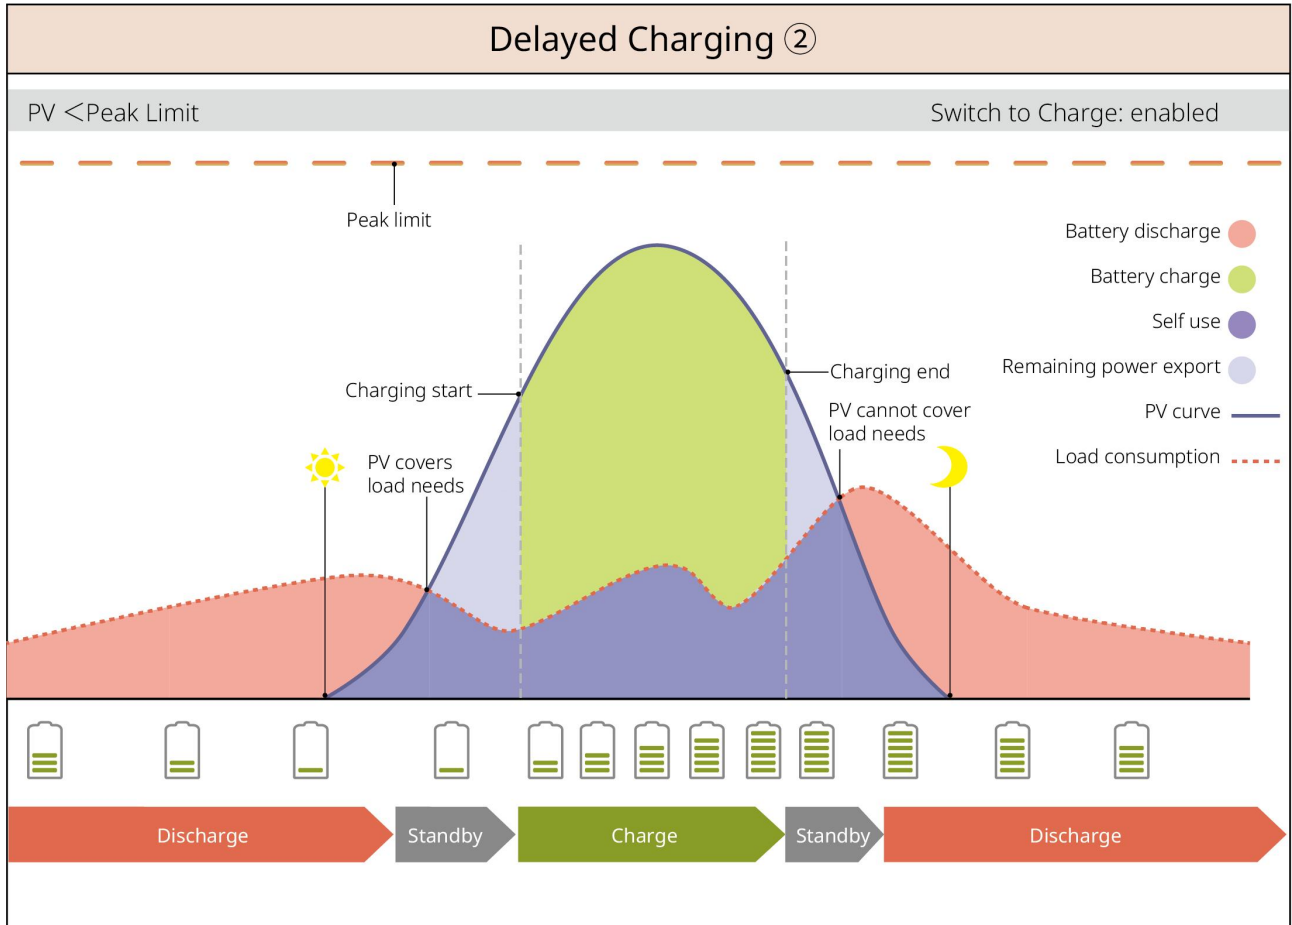 Delayed Charging ②
PV <Peak Limit
Switch to Charge: enabled
Peak limit
Battery discharge
Battery charge
Self use
Remaining power export
PV curve
Load consumption
Charging start
Charging end
PV cannot cover
load needs
PV covers
load needs
Discharge
Standby
Charge
Standby
Discharge